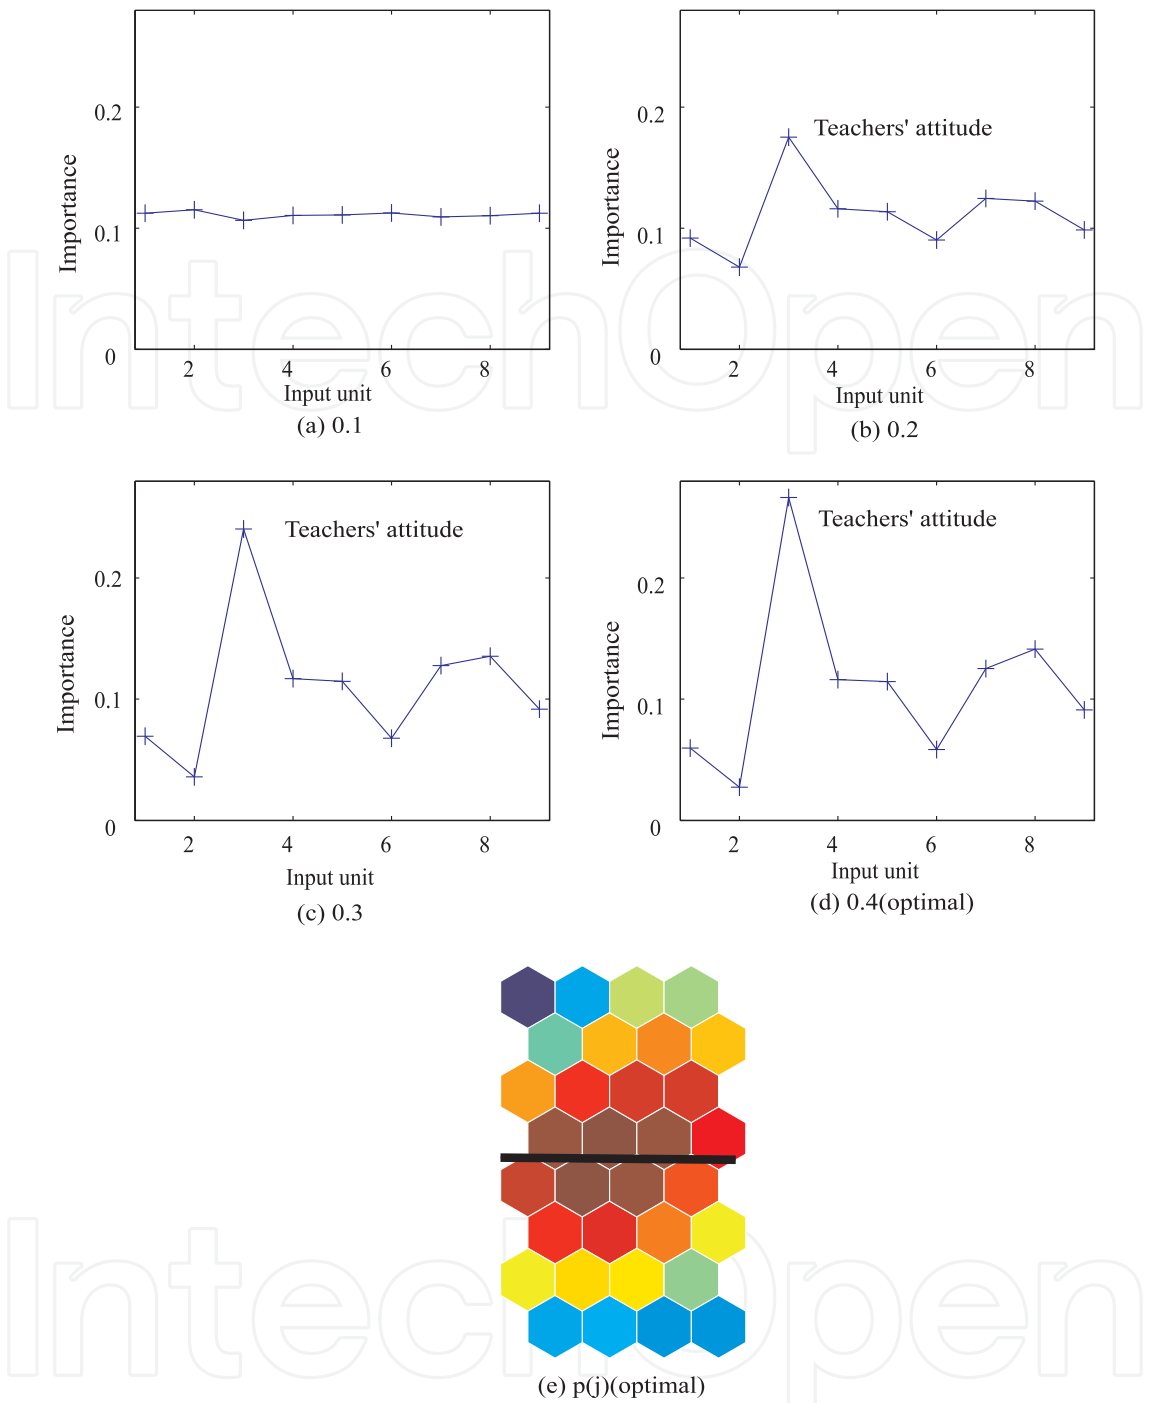 0.2
0.1
0
Importance
2 4 6 8
Input unit
(a) 0.1
Teachers' attitude
0.2
0.1
0
Importance
2 4 6 8
Input unit
(b) 0.2
Teachers' attitude
0.2
0.1
0
Importance
2 4 6 8
Input unit
(c) 0.3
Teachers' attitude
0.2
0.1
0
Importance
2 4 6 8
Input unit
(d) 0.4(optimal)
(e) p(j)(optimal)
IntechOpen
IntechOpen